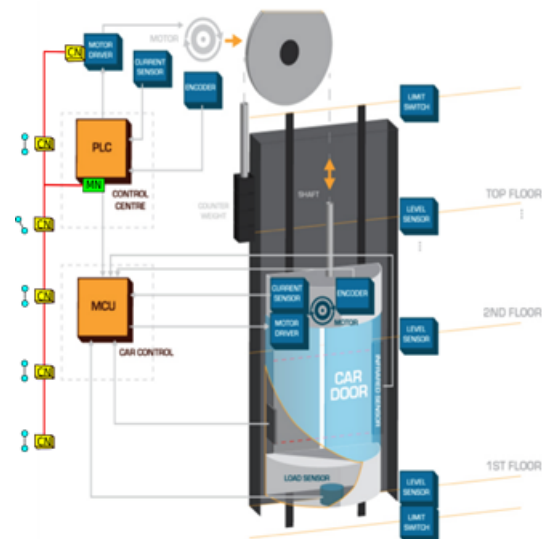 MOTOR
CN
MOTOR
DRIVER
CURRENT
SENSOR
ENCODER
LIMIT
SWITCH
CN
PLC
MN
CONTROL
CENTRE
COUNTER
WEIGHT
SHAFT
TOP FLOOR
LEVEL
SENSOR
CN
CN
MCU
CAR CONTROL
CURRENT
SENSOR
ENCODER
MOTOR
MOTOR
DRIVER
2ND FLOOR
LEVEL
SENSOR
CAR
DOOR
INFRARED SENSOR
CN
CN
LOAD SENSOR
1ST FLOOR
LEVEL
SENSOR
LIMIT
SWITCH